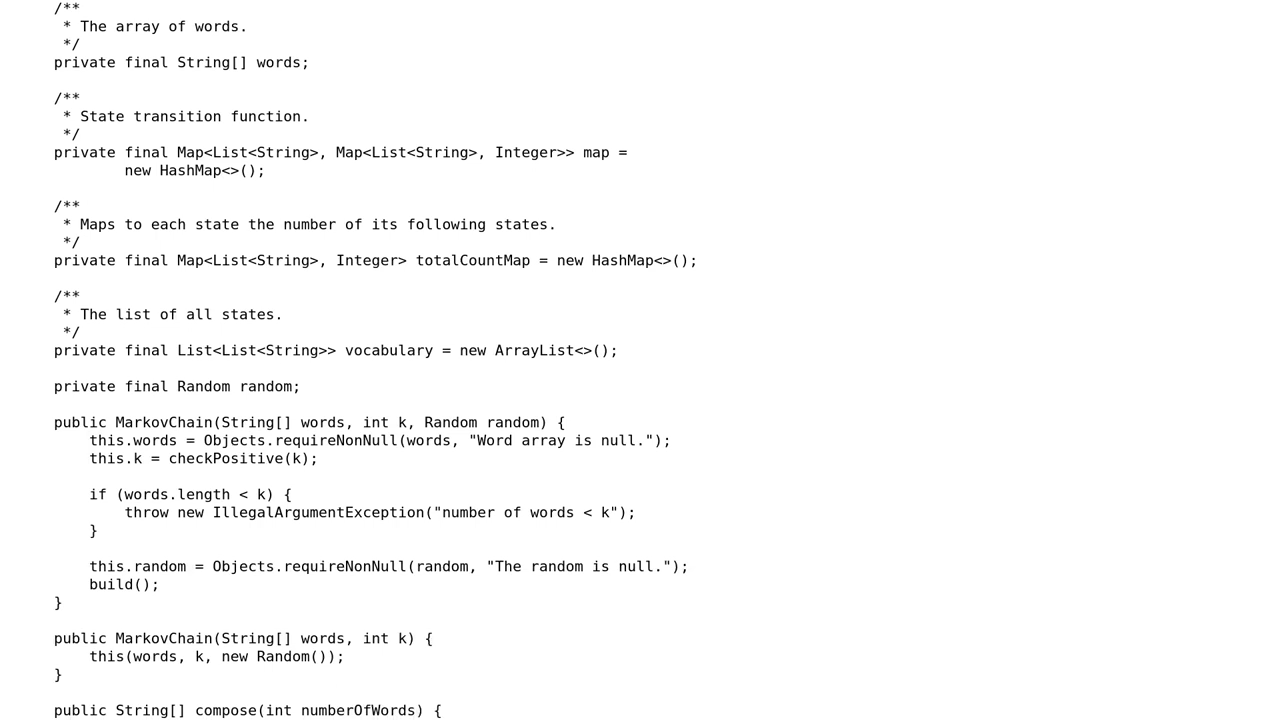 /**
 * The array of words.
 */
private final String[] words;

/**
 * State transition function.
 */
private final Map<List<String>, Map<List<String>, Integer>> map =
        new HashMap<>();

/**
 * Maps to each state the number of its following states.
 */
private final Map<List<String>, Integer> totalCountMap = new HashMap<>();

/**
 * The list of all states.
 */
private final List<List<String>> vocabulary = new ArrayList<>();

private final Random random;

public MarkovChain(String[] words, int k, Random random) {
    this.words = Objects.requireNonNull(words, "Word array is null.");
    this.k = checkPositive(k);

    if (words.length < k) {
        throw new IllegalArgumentException("number of words < k");
    }

    this.random = Objects.requireNonNull(random, "The random is null.");
    build();
}

public MarkovChain(String[] words, int k) {
    this(words, k, new Random());
}

public String[] compose(int numberOfWords) {